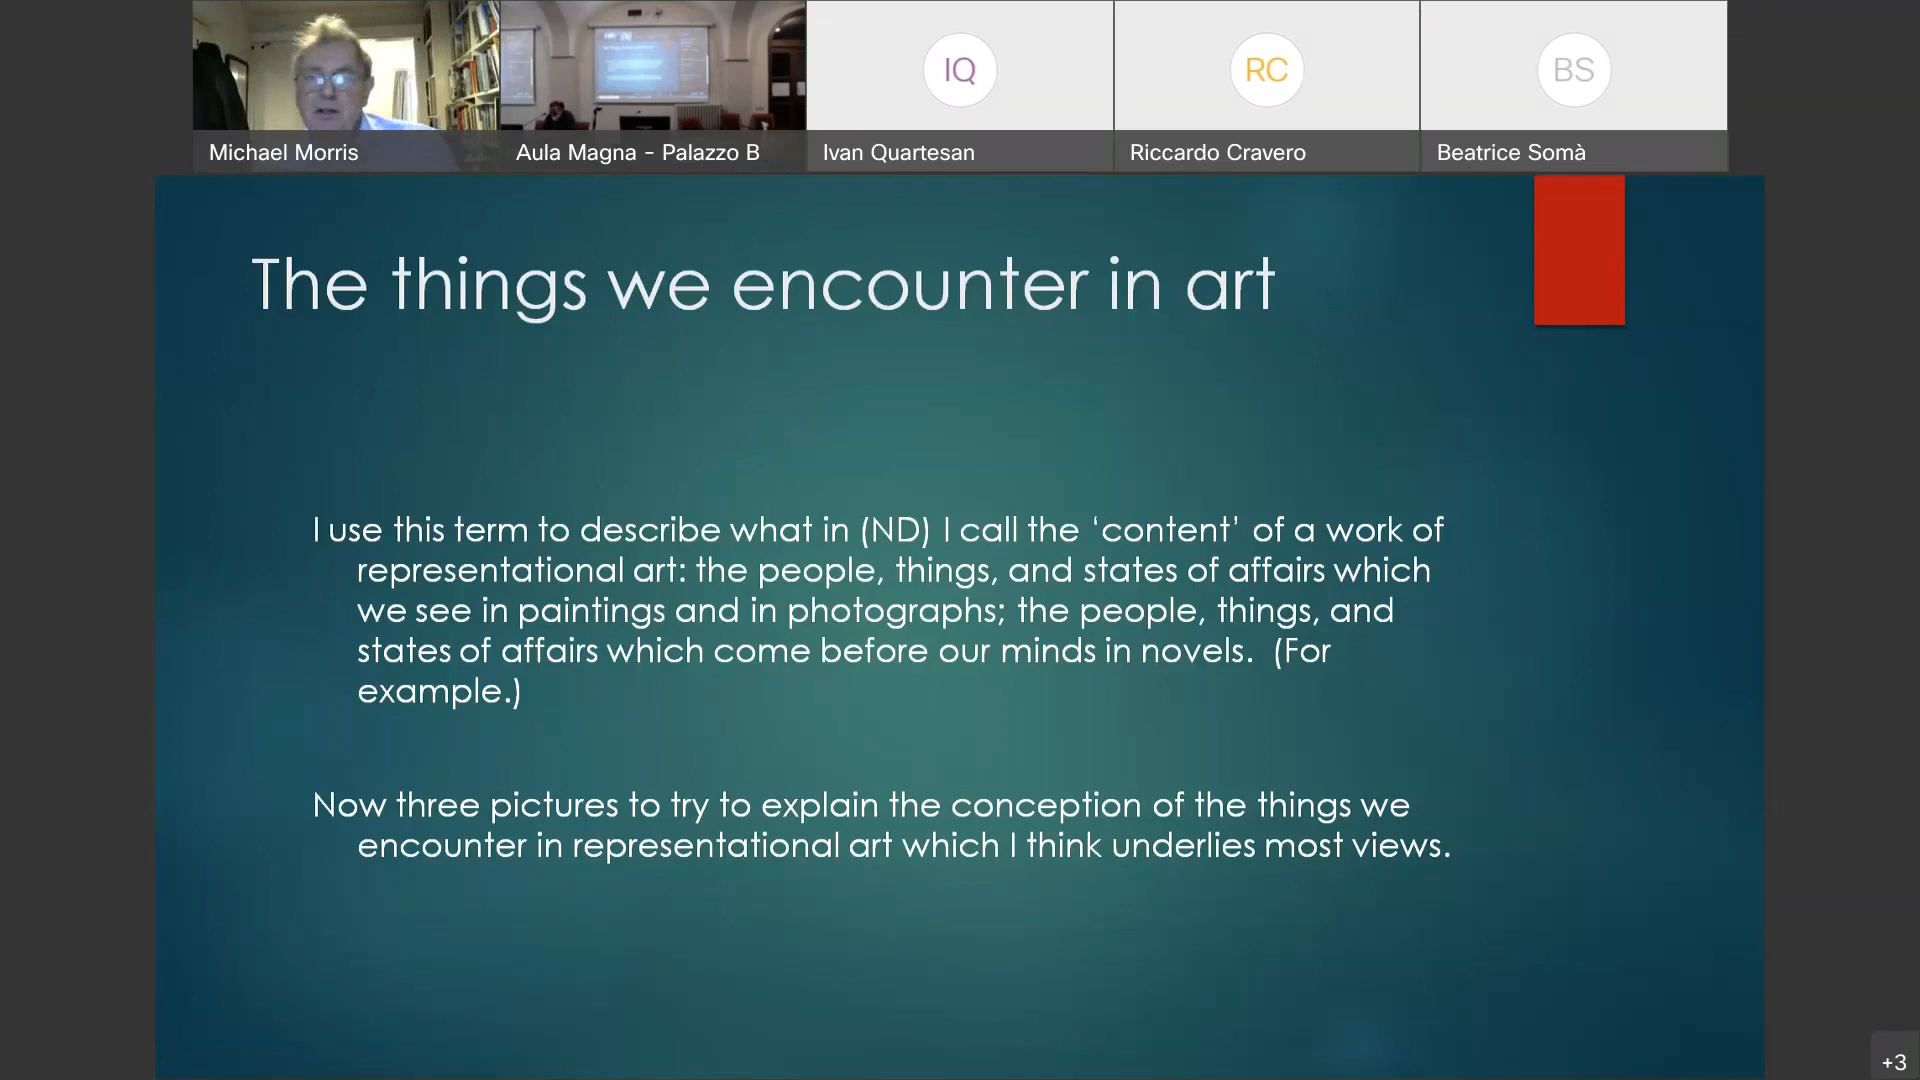 IQ
RC
BS
Michael Morris
Aula Magna - Palazzo B
Ivan Quartesan
Riccardo Cravero
Beatrice Somà
The things we encounter in art
I use this term to describe what in (ND) I call the ‘content’ of a work of
representational art: the people, things, and states of affairs which
we see in paintings and in photographs; the people, things, and
states of affairs which come before our minds in novels. (For
example.)
Now three pictures to try to explain the conception of the things we
encounter in representational art which I think underlies most views.
+3